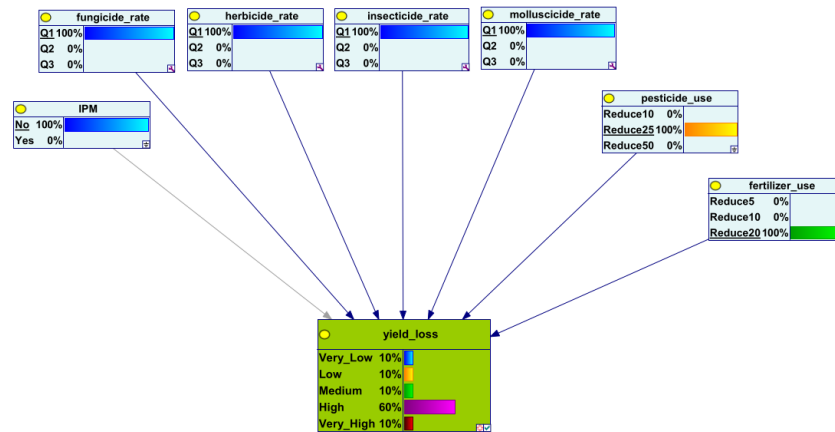 fungicide_rate
Q1 100%
Q2 0%
Q3 0%
herbicide_rate
Q1 100%
Q2 0%
Q3 0%
insecticide_rate
Q1 100%
Q2 0%
Q3 0%
molluscicide_rate
Q1 100%
Q2 0%
Q3 0%
IPM
No 100%
Yes 0%
pesticide_use
Reduce10 0%
Reduce25 100%
Reduce50 0%
fertilizer_use
Reduce5 0%
Reduce10 0%
Reduce20 100%
yield_loss
Very_Low 10%
Low 10%
Medium 10%
High 60%
Very_High 10%